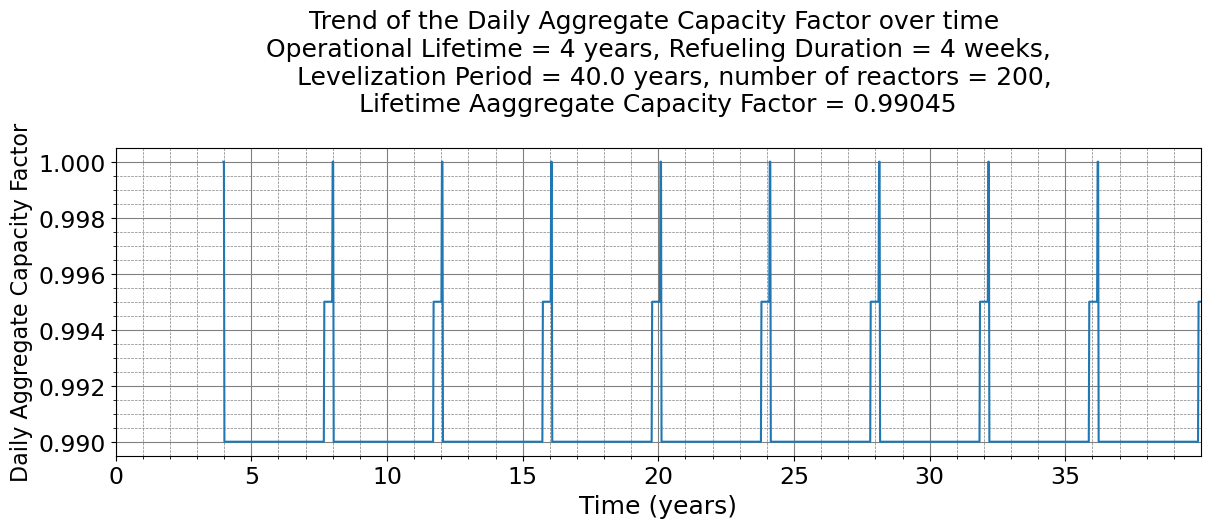 Trend of the Daily Aggregate Capacity Factor over time
Operational Lifetime = 4 years, Refueling Duration = 4 weeks,
Levelization Period = 40.0 years, number of reactors = 200,
Lifetime Aaggregate Capacity Factor = 0.99045
Daily Aggregate Capacity Factor
1.000
0.998
0.996
0.994
0.992
0.990
0
5
10
15
20
25
30
35
Time (years)